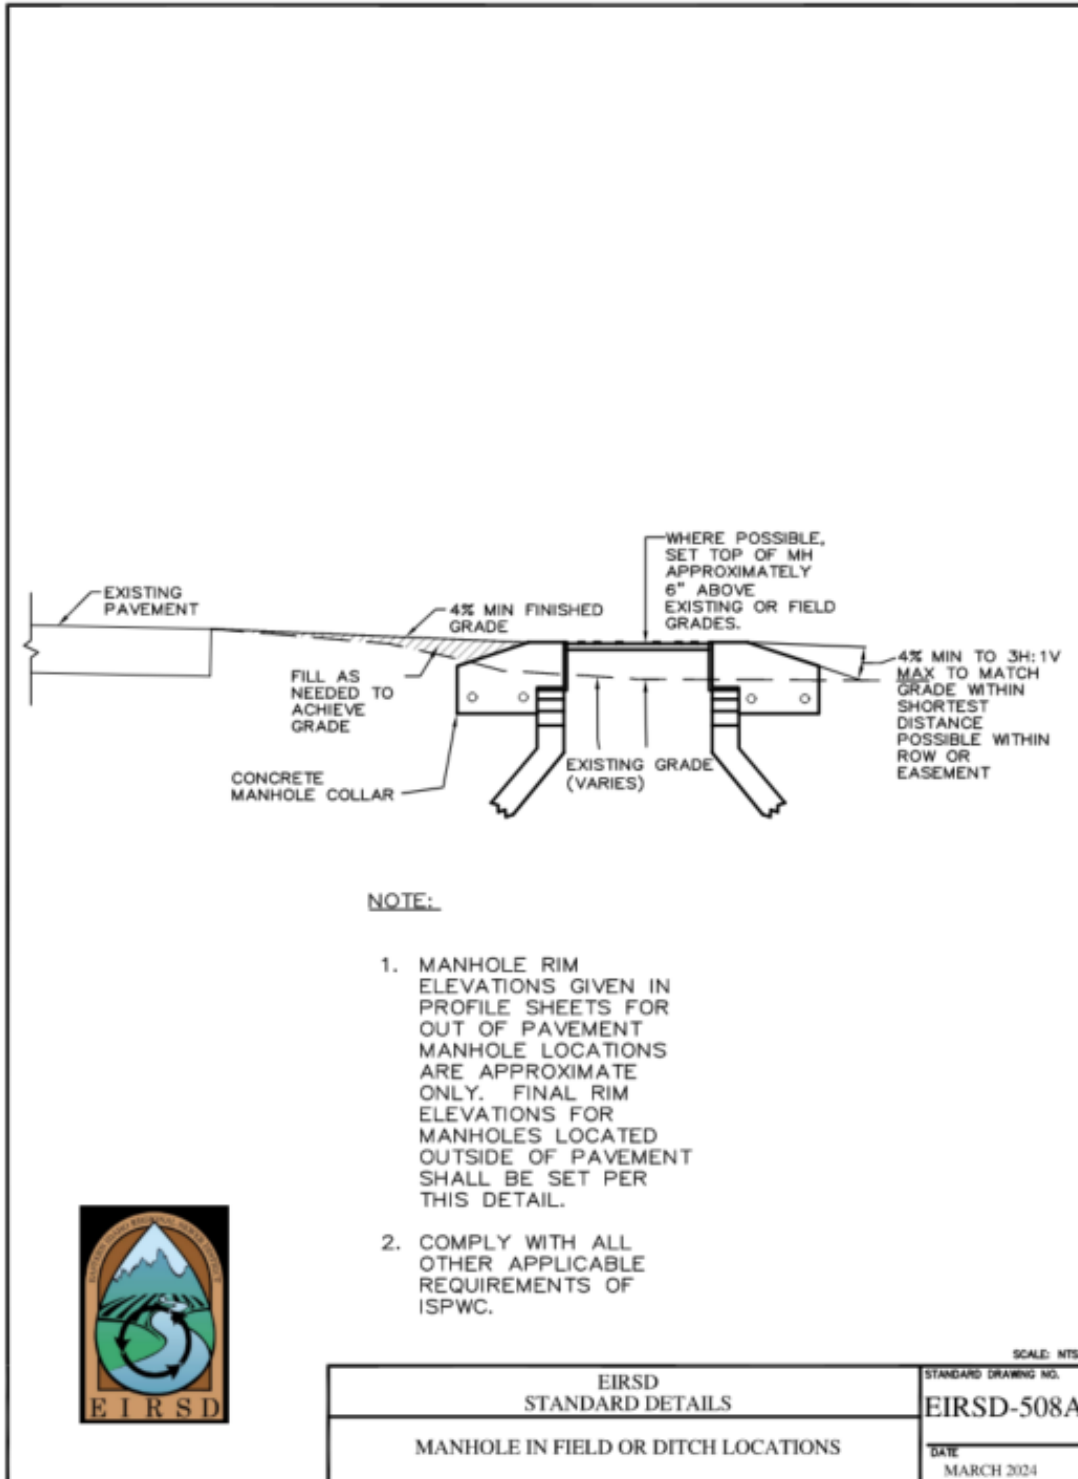 WHERE POSSIBLE,
SET TOP OF MH
APPROXIMATELY
6" ABOVE
EXISTING OR FIELD
GRADES.
EXISTING
PAVEMENT
4% MIN FINISHED
GRADE
4% MIN TO 3H:1V
MAX TO MATCH
GRADE WITHIN
SHORTEST
DISTANCE
POSSIBLE WITHIN
ROW OR
EASEMENT
FILL AS
NEEDED TO
ACHIEVE
GRADE
EXISTING GRADE
(VARIES)
CONCRETE
MANHOLE COLLAR
NOTE:
1. MANHOLE RIM
ELEVATIONS GIVEN IN
PROFILE SHEETS FOR
OUT OF PAVEMENT
MANHOLE LOCATIONS
ARE APPROXIMATE
ONLY. FINAL RIM
ELEVATIONS FOR
MANHOLES LOCATED
OUTSIDE OF PAVEMENT
SHALL BE SET PER
THIS DETAIL.
2. COMPLY WITH ALL
OTHER APPLICABLE
REQUIREMENTS OF
ISPWC.
EASTERN IDAHO REGIONAL SEWER DISTRICT
EIRSD
SCALE: NTS
EIRSD
STANDARD DETAILS
MANHOLE IN FIELD OR DITCH LOCATIONS
STANDARD DRAWING NO.
EIRSD-508A
DATE
MARCH 2024